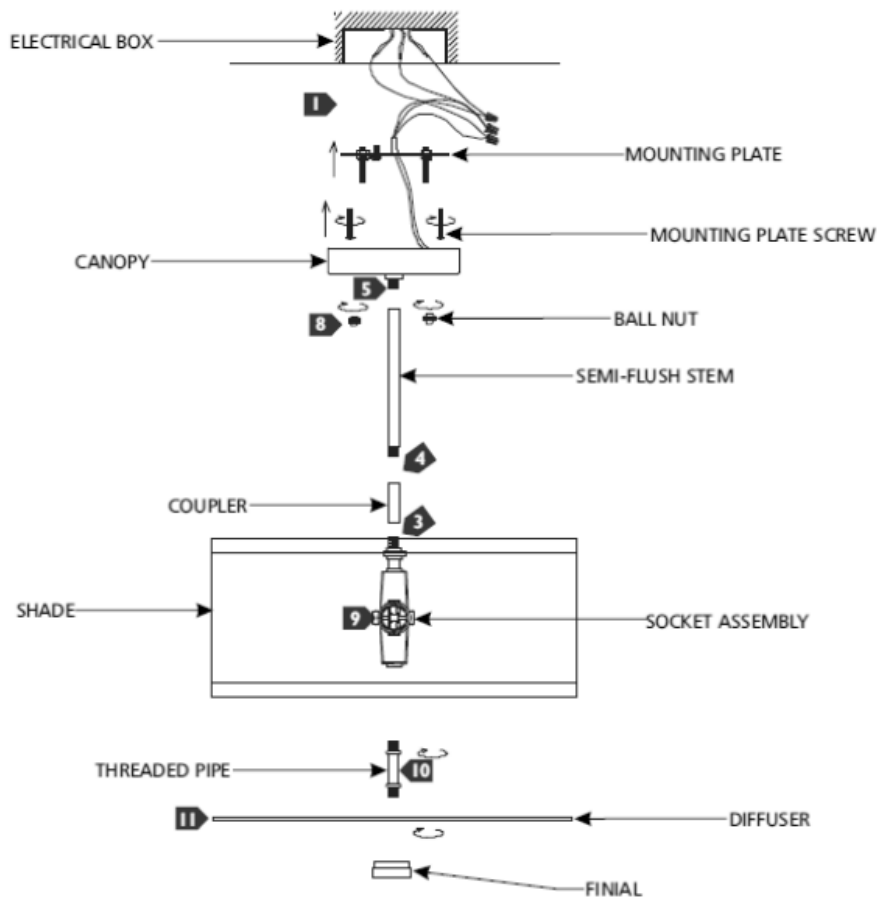 ELECTRICAL BOX
1
MOUNTING PLATE
MOUNTING PLATE SCREW
CANOPY
5
8
BALL NUT
SEMI-FLUSH STEM
4
COUPLER
3
SHADE
9
SOCKET ASSEMBLY
THREADED PIPE
10
11
DIFFUSER
FINIAL